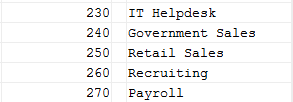 230 IT Helpdesk
240 Government Sales
250 Retail Sales
260 Recruiting
270 Payroll